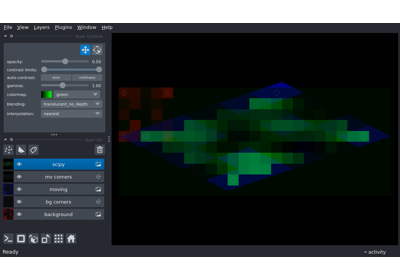 File View Layers Plugins Window Help
opacity: 0.50
contrast limits:
auto-contrast: once continuous
gamma: 1.00
colormap: green
blending: translucent_no_depth
interpolation: nearest
scipy
mv corners
moving
bg corners
background
Ready activity